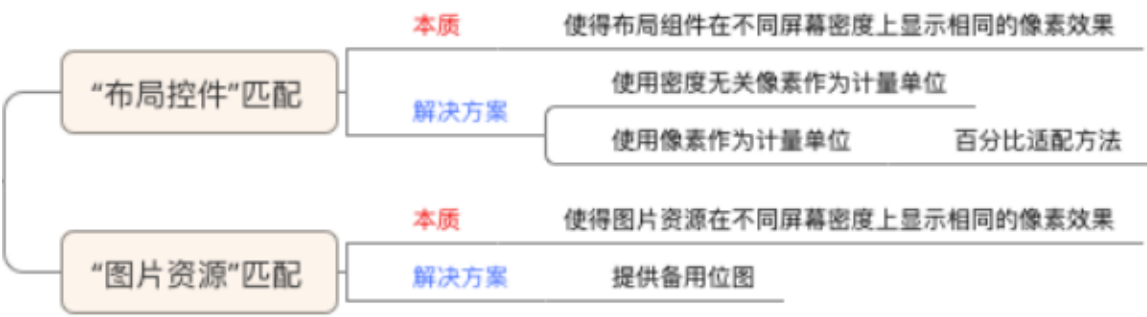 “布局控件”匹配
本质 使得布局组件在不同屏幕密度上显示相同的像素效果
解决方案
使用密度无关像素作为计量单位
使用像素作为计量单位 百分比适配方法
“图片资源”匹配
本质 使得图片资源在不同屏幕密度上显示相同的像素效果
解决方案 提供备用位图